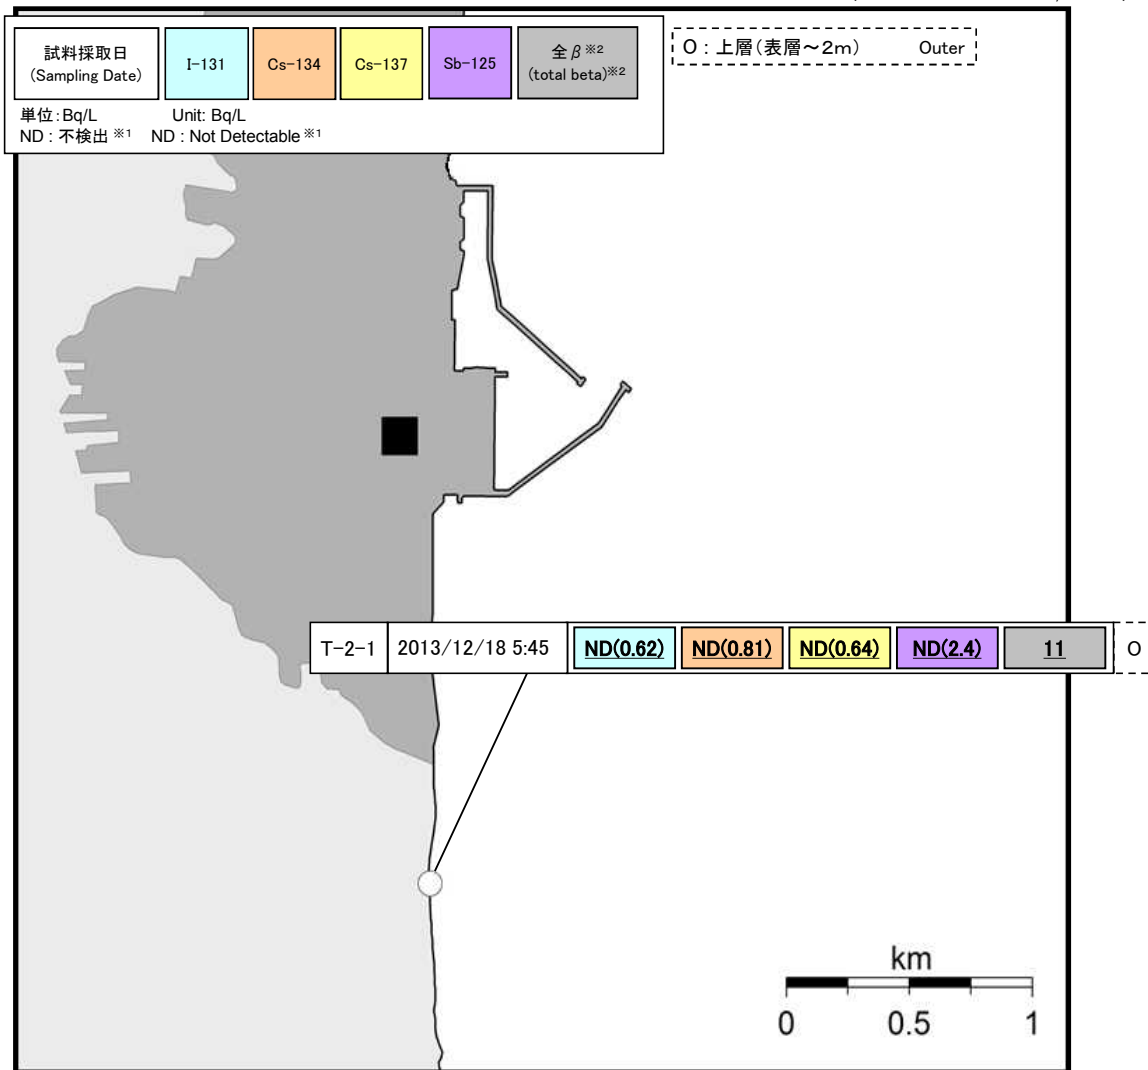 試料採取日
(Sampling Date)
I-131
Cs-134
Cs-137
Sb-125
全β※2
(total beta)※2
O : 上層(表層~2m) Outer
単位:Bq/L Unit: Bq/L
ND : 不検出 ※1 ND : Not Detectable ※1
T-2-1 2013/12/18 5:45 ND(0.62) ND(0.81) ND(0.64) ND(2.4) 11 O
km
0 0.5 1